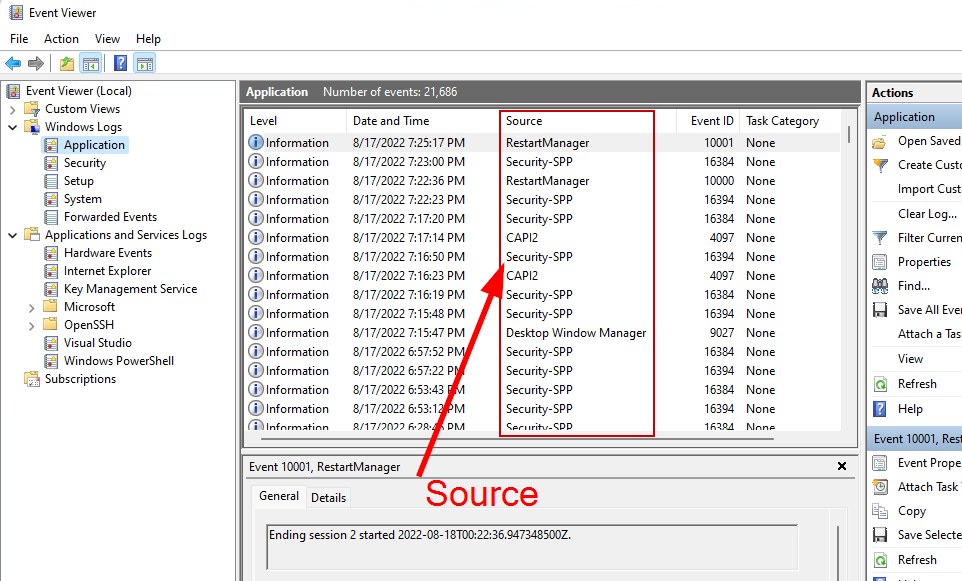 Event Viewer
File Action View Help
Event Viewer (Local)
Custom Views
Windows Logs
Application
Security
Setup
System
Forwarded Events
Applications and Services Logs
Hardware Events
Internet Explorer
Key Management Service
Microsoft
OpenSSH
Visual Studio
Windows PowerShell
Subscriptions
Application Number of events: 21,686
Level Date and Time Source Event ID Task Category
Information 8/17/2022 7:25:17 PM RestartManager 10001 None
Information 8/17/2022 7:23:00 PM Security-SPP 16384 None
Information 8/17/2022 7:22:36 PM RestartManager 10000 None
Information 8/17/2022 7:22:23 PM Security-SPP 16394 None
Information 8/17/2022 7:17:20 PM Security-SPP 16384 None
Information 8/17/2022 7:17:14 PM CAPI2 4097 None
Information 8/17/2022 7:16:50 PM Security-SPP 16394 None
Information 8/17/2022 7:16:23 PM CAPI2 4097 None
Information 8/17/2022 7:16:19 PM Security-SPP 16384 None
Information 8/17/2022 7:15:48 PM Security-SPP 16394 None
Information 8/17/2022 7:15:47 PM Desktop Window Manager 9027 None
Information 8/17/2022 6:57:52 PM Security-SPP 16384 None
Information 8/17/2022 6:57:22 PM Security-SPP 16394 None
Information 8/17/2022 6:53:43 PM Security-SPP 16384 None
Information 8/17/2022 6:53:12 PM Security-SPP 16394 None
Information 8/17/2022 6:28:45 PM Security-SPP 16384 None
Event 10001, RestartManager
Source
General Details
Ending session 2 started 2022-08-18T00:22:36.947348500Z.
Actions
Application
Open Saved
Create Custo
Import Cust
Clear Log...
Filter Curren
Properties
Find...
Save All Eve
Attach a Tas
View
Refresh
Help
Event 10001, Rest
Event Prope
Attach Task
Copy
Save Selecte
Refresh